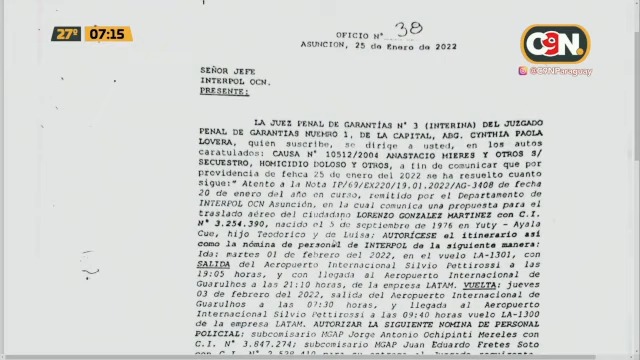 27º 07:15
C9N
@C9NParaguay
OFICIO Nº 38
ASUNCION, 25 de Enero de 2022
SEÑOR JEFE
INTERPOL OCN.
PRESENTE:
LA JUEZ PENAL DE GARANTÍAS Nº 3 (INTERINA) DEL JUZGADO
PENAL DE GARANTIAS NUMERO 1, DE LA CAPITAL, ABG. CYNTHIA PAOLA
LOVERA, quien suscribe, se dirige a usted, en los autos
caratulados: CAUSA Nº 10512/2004 ANASTACIO MIERES Y OTROS S/
SECUESTRO, HOMICIDIO DOLOSO Y OTROS, a fin de comunicar que por
providencia de fehca 25 de enero del 2022 se ha resuelto cuanto
sigue:" Atento a la Nota IP/69/EX220/19.01.2022/AG-3408 de fecha
20 de enero del año en curso, remitido por el Departamento de
INTERPOL OCN Asunción, en la cual comunica una propuesta para el
traslado aéreo del ciudadano LORENZO GONZALEZ MARTINEZ con C.I.
Nº 3.254.390, nacido el 5 de septiembre de 1976 en Yuty - Ayala
Cue, hijo Teodorico y de Luisa: AUTORÍCESE el itinerario así
como la nómina de personal de INTERPOL de la siguiente manera:
Ida: martes 01 de febrero del 2022, en el vuelo LA-1301, con
SALIDA del Aeropuerto Internacional Silvio Pettirossi a las
19:05 horas, y con llegada al Aeropuerto Internacional de
Guarulhos a las 21:10 horas, de la empresa LATAM. VUELTA: jueves
03 de febrero del 2022, salida del Aeropuerto Internacional de
Guarulhos a las 07:30 horas, y llegada al Aeropuerto
Internacional Silvio Pettirossi a las 09:40 horas vuelo LA-1300
de la empresa LATAM. AUTORIZAR LA SIGUIENTE NOMINA DE PERSONAL
POLICIAL: subcomisario MGAP Jorge Antonio Ochipinti Mereles con
C.I. Nº 3.847.274; subcomisario MGAP Juan Eduardo Fretes Soto
con C.I. Nº